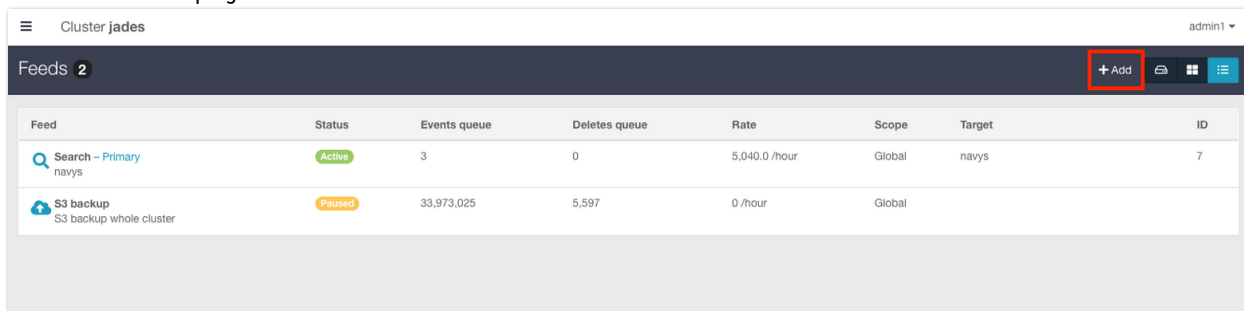 Cluster jades
admin1
Feeds 2
+ Add
Feed Status Events queue Deletes queue Rate Scope Target ID
Search – Primary Active 3 0 5,040.0 /hour Global navys 7
navys
S3 backup Paused 33,973,025 5,597 0 /hour Global
S3 backup whole cluster